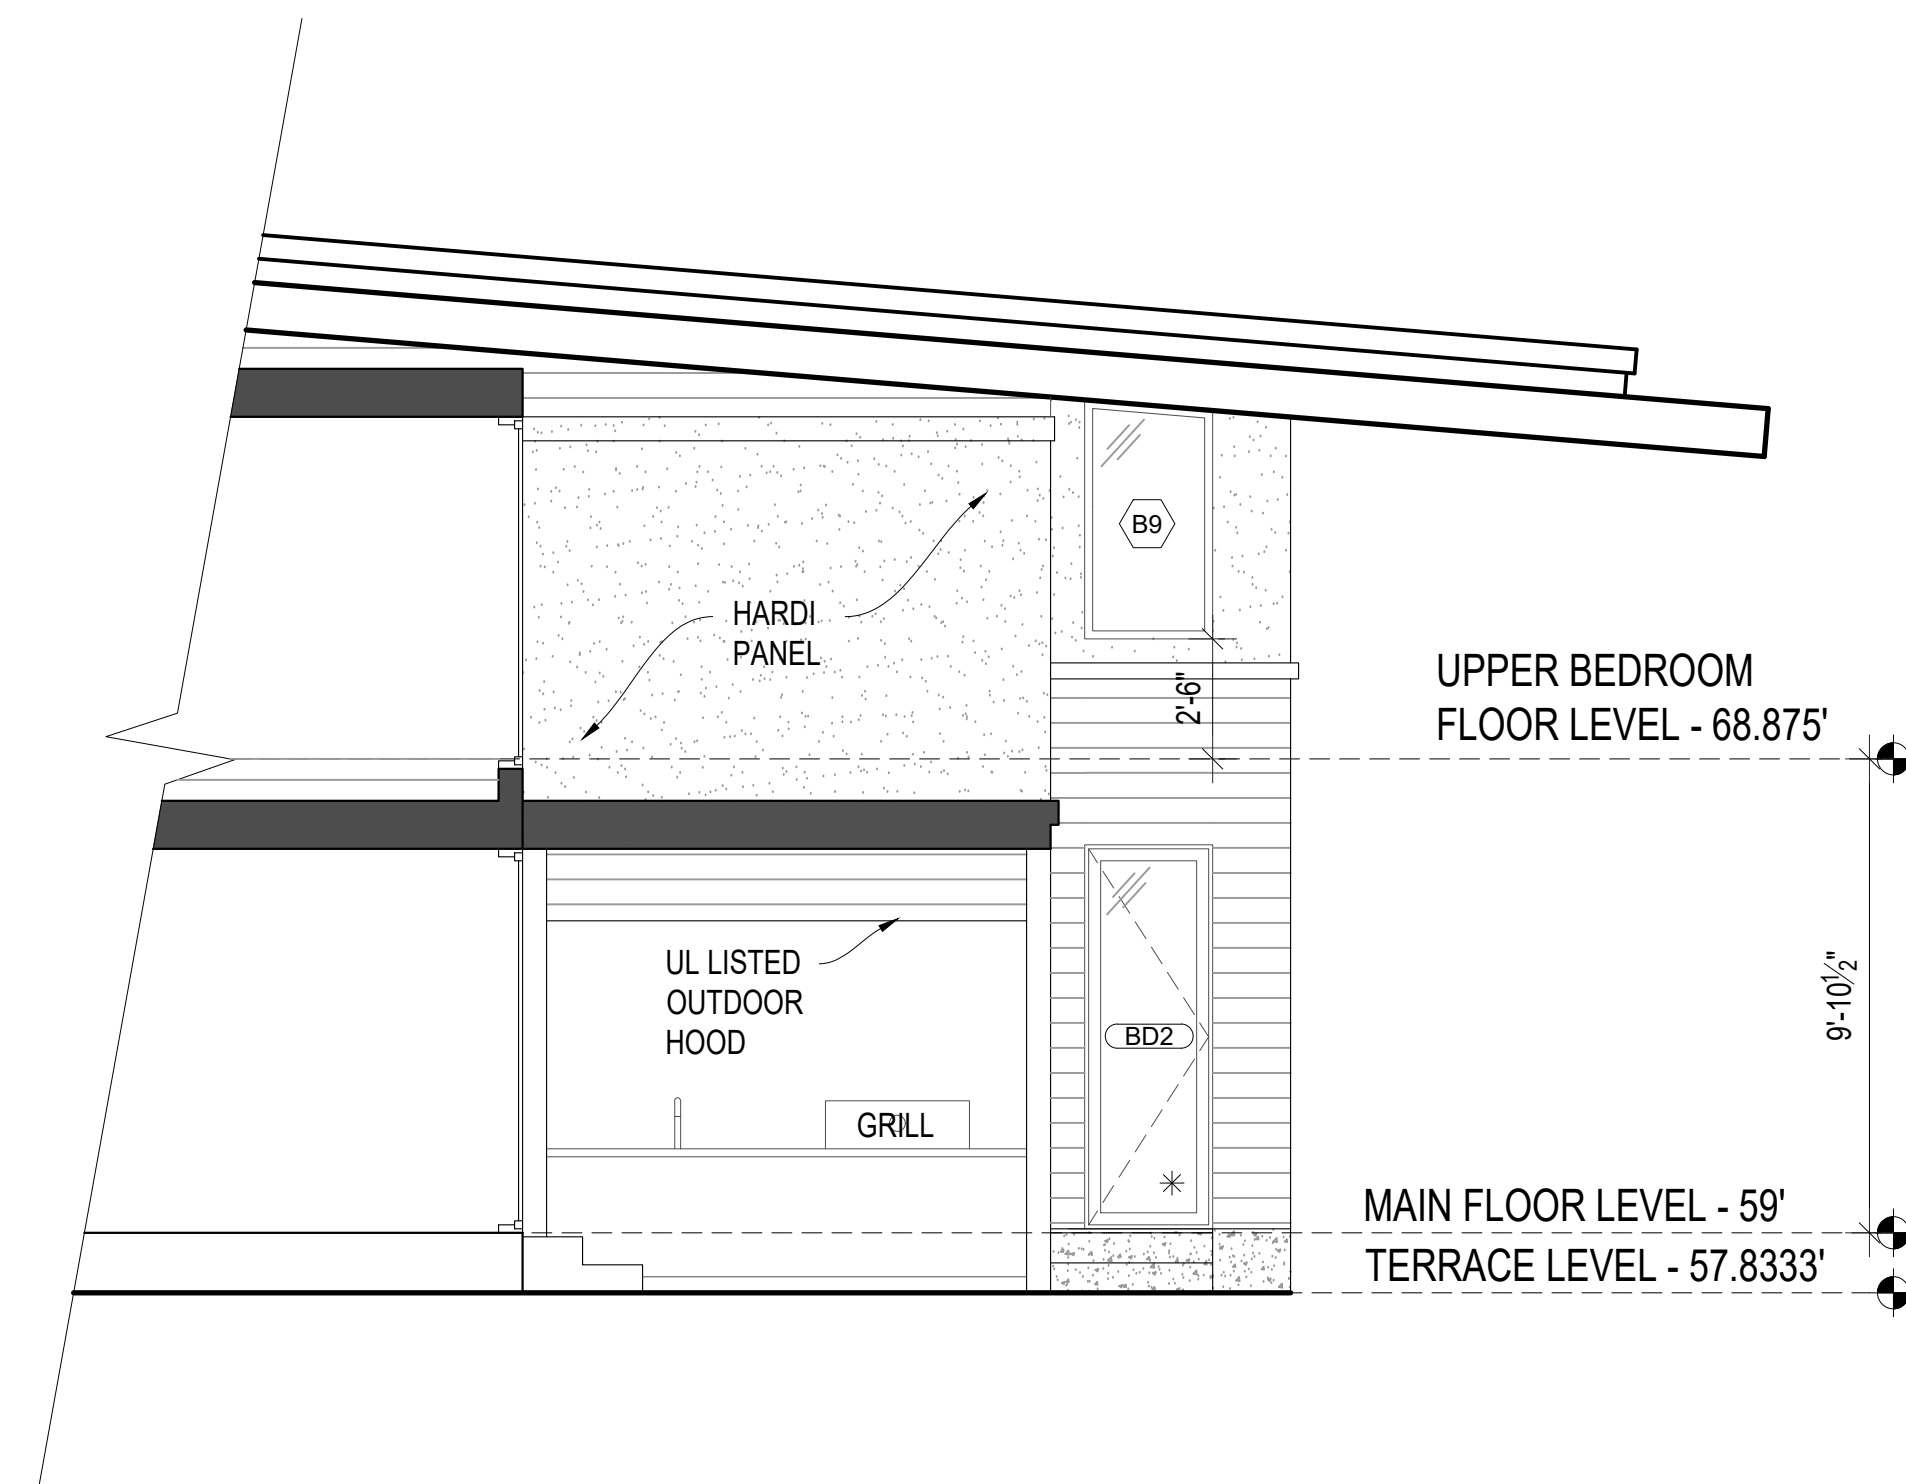 B9
HARDI
PANEL
2'-6"
UPPER BEDROOM
FLOOR LEVEL - 68.875'
UL LISTED
OUTDOOR
HOOD
9'-10½"
BD2
GRILL
MAIN FLOOR LEVEL - 59'
TERRACE LEVEL - 57.8333'